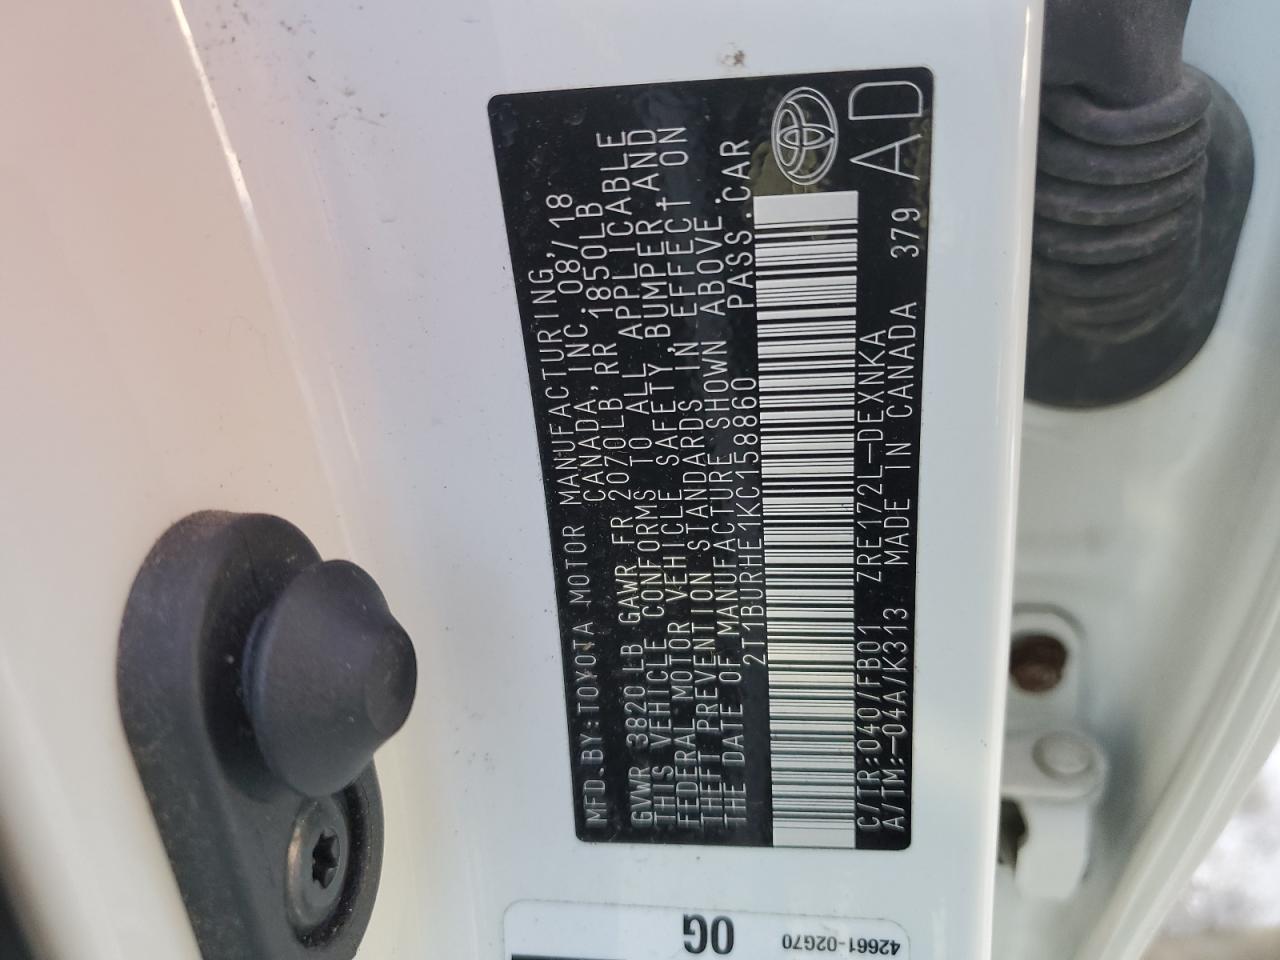 MFD.BY:TOYOTA MOTOR MANUFACTURING,
CANADA,INC. 08/18
GVWR 3820LB GAWR FR 2070LB,RR 1850LB
THIS VEHICLE CONFORMS TO ALL APPLICABLE
FEDERAL MOTOR VEHICLE SAFETY,BUMPER,AND
THEFT PREVENTION STANDARDS IN EFFECT ON
THE DATE OF MANUFACTURE SHOWN ABOVE.
2T1BURHE1KC158860 PASS.CAR
C/TR:040/FB01 ZRE172L-DEXNKA
A/TM:-04A/K313 MADE IN CANADA 379
AD
0G
42661-02G70